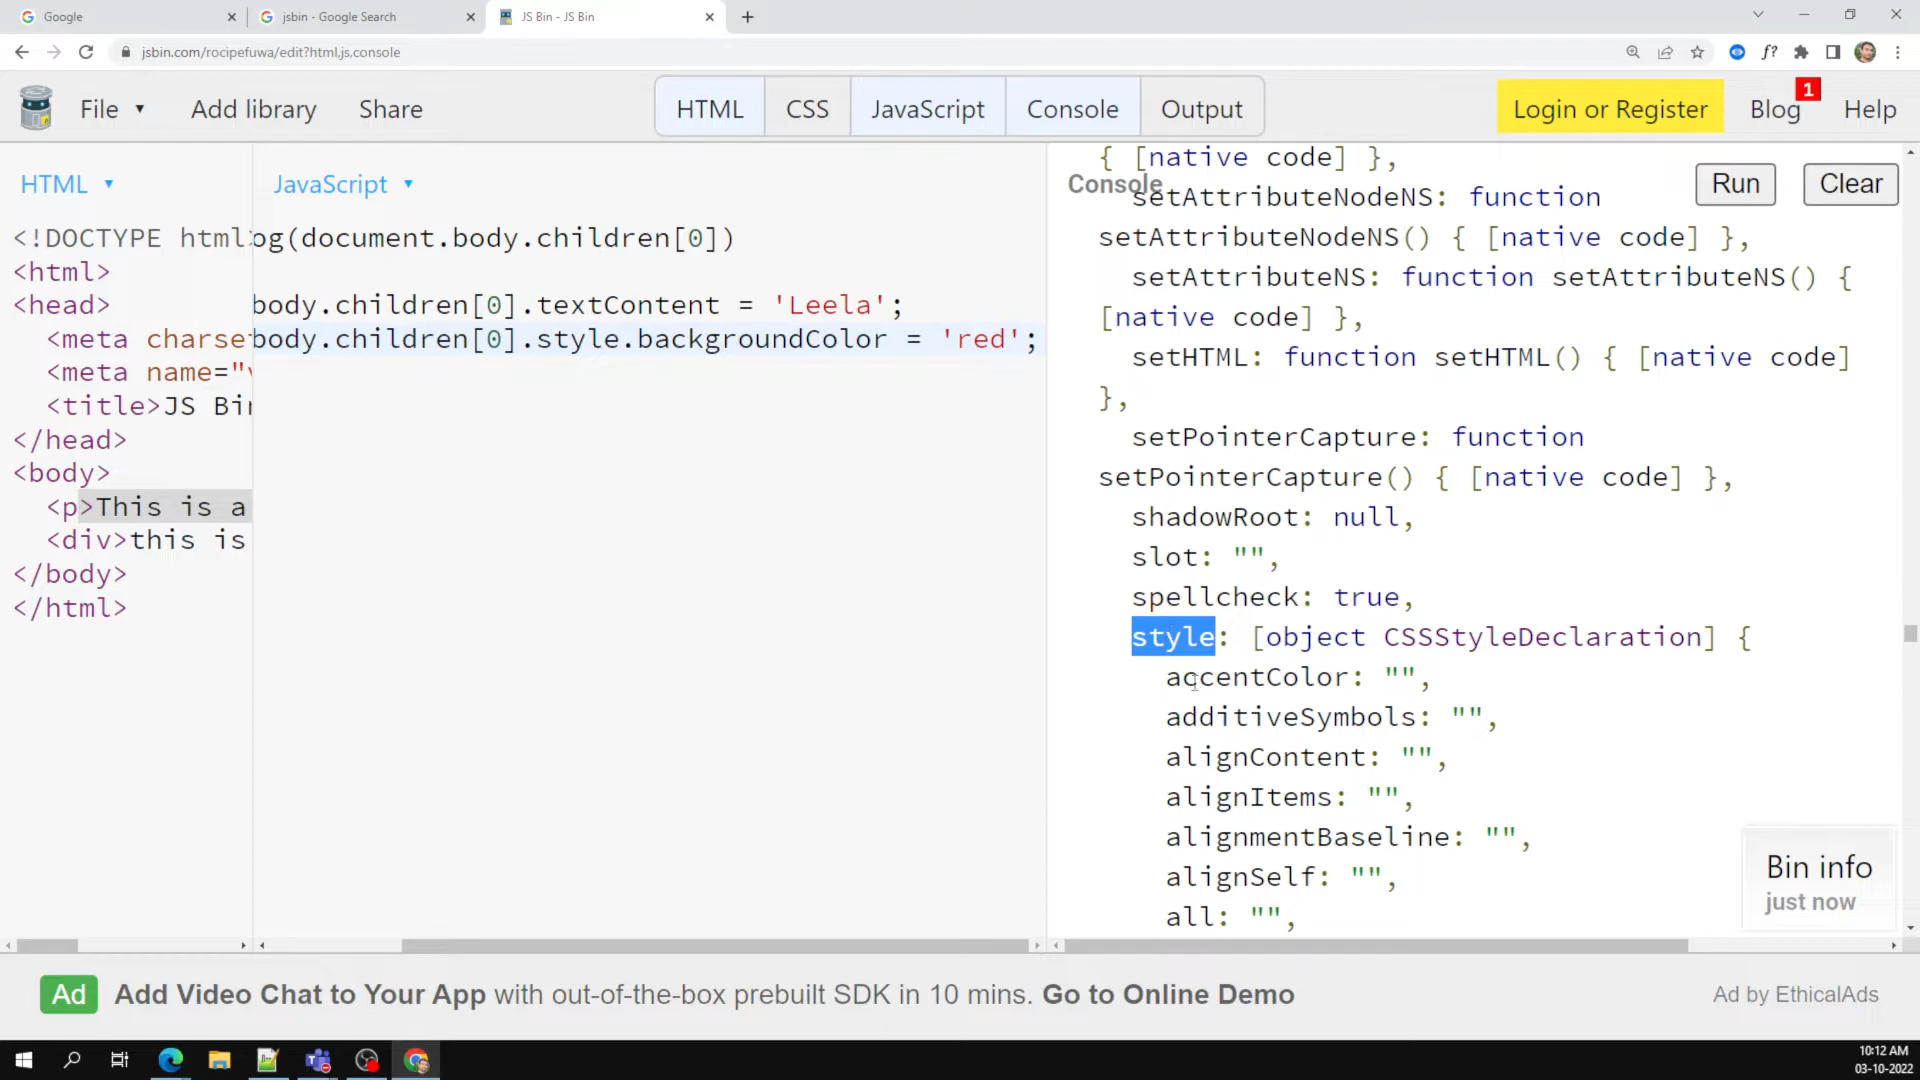 Google
jsbin - Google Search
JS Bin - JS Bin
jsbin.com/rocipefuwa/edit?html,js,console
f?
File
Add library
Share
HTML
CSS
JavaScript
Console
Output
Login or Register
Blog
1
Help
HTML
<!DOCTYPE html>
<html>
<head>
<meta charset
<meta name="v
<title>JS Bin
</head>
<body>
<p>This is a
<div>this is
</body>
</html>
JavaScript
og(document.body.children[0])
body.children[0].textContent = 'Leela';
body.children[0].style.backgroundColor = 'red';
Console
Run
Clear
{ [native code] },
setAttributeNodeNS: function
setAttributeNodeNS() { [native code] },
setAttributeNS: function setAttributeNS() {
[native code] },
setHTML: function setHTML() { [native code]
},
setPointerCapture: function
setPointerCapture() { [native code] },
shadowRoot: null,
slot: "",
spellcheck: true,
style: [object CSSStyleDeclaration] {
accentColor: "",
additiveSymbols: "",
alignContent: "",
alignItems: "",
alignmentBaseline: "",
alignSelf: "",
all: "",
Bin info
just now
Ad
Add Video Chat to Your App with out-of-the-box prebuilt SDK in 10 mins. Go to Online Demo
Ad by EthicalAds
10:12 AM
03-10-2022